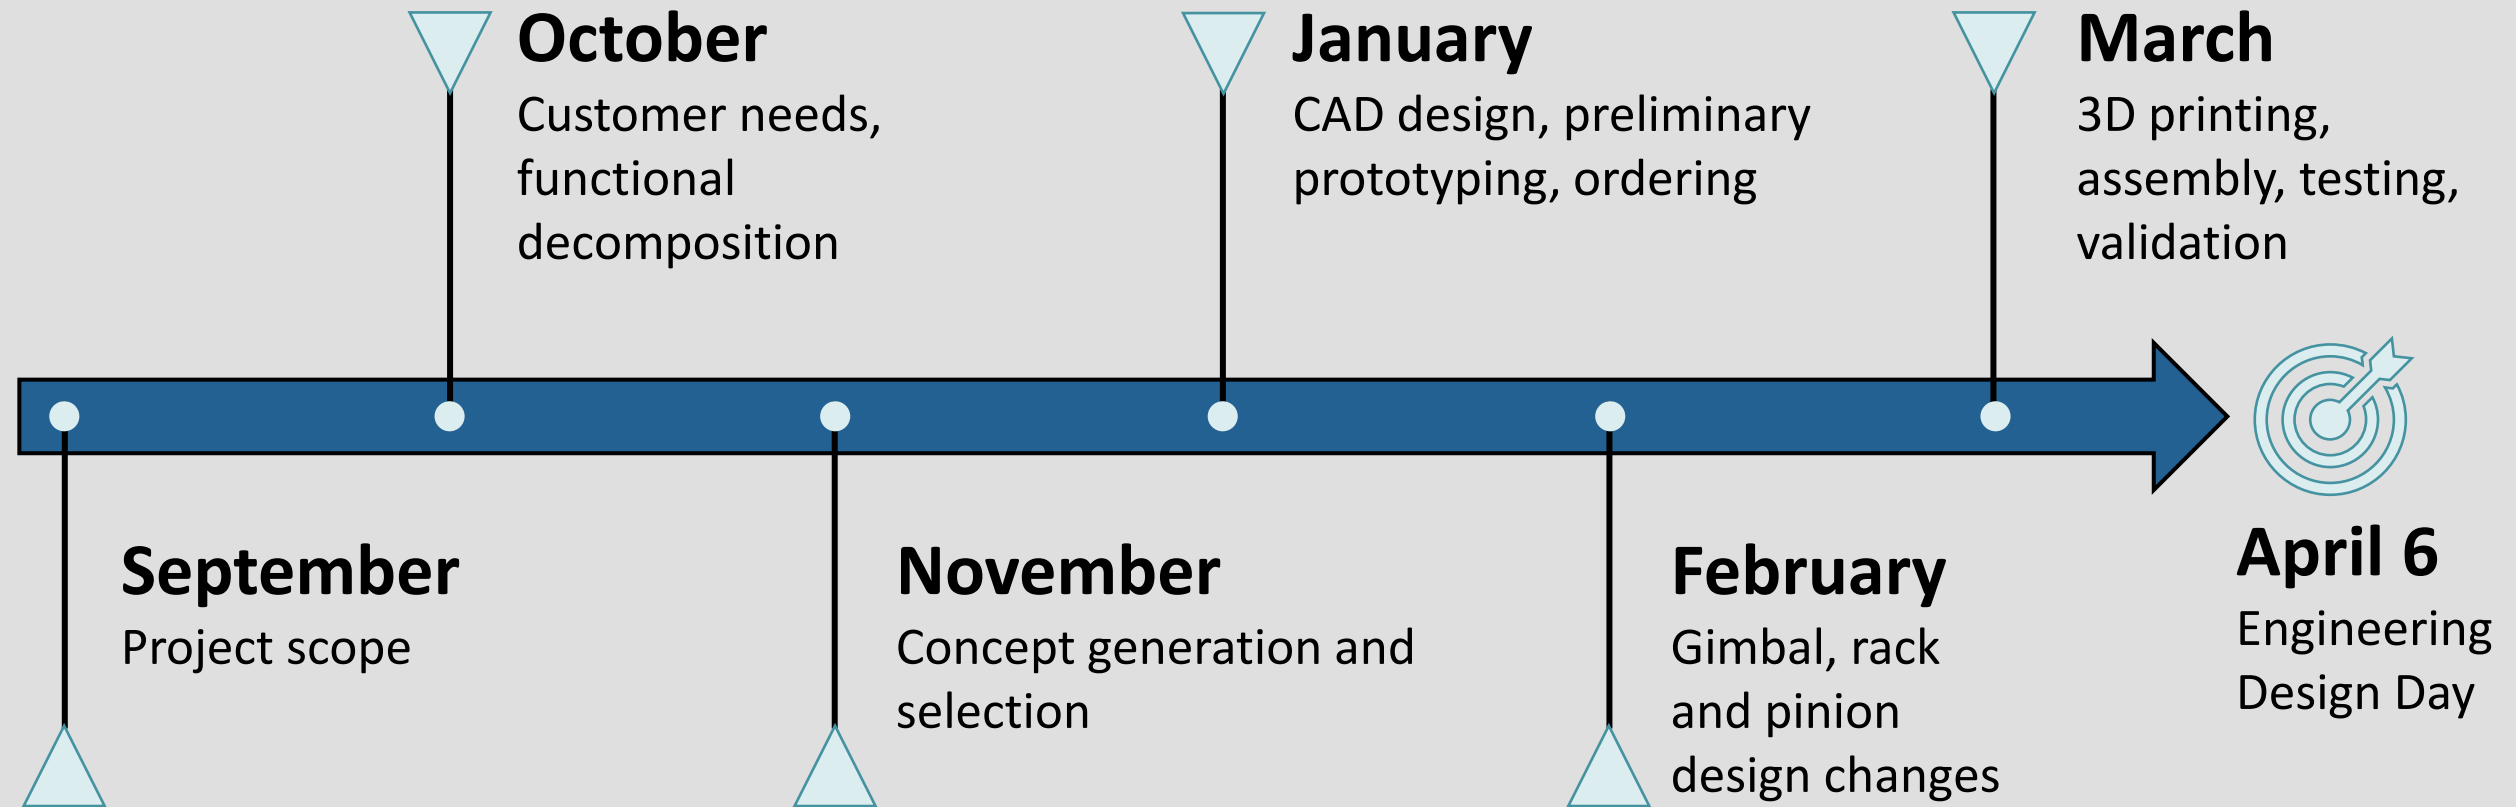 October
Customer needs,
functional
decomposition
January
CAD design, preliminary
prototyping, ordering
March
3D printing,
assembly, testing,
validation
September
Project scope
November
Concept generation and
selection
February
Gimbal, rack
and pinion
design changes
April 6
Engineering
Design Day